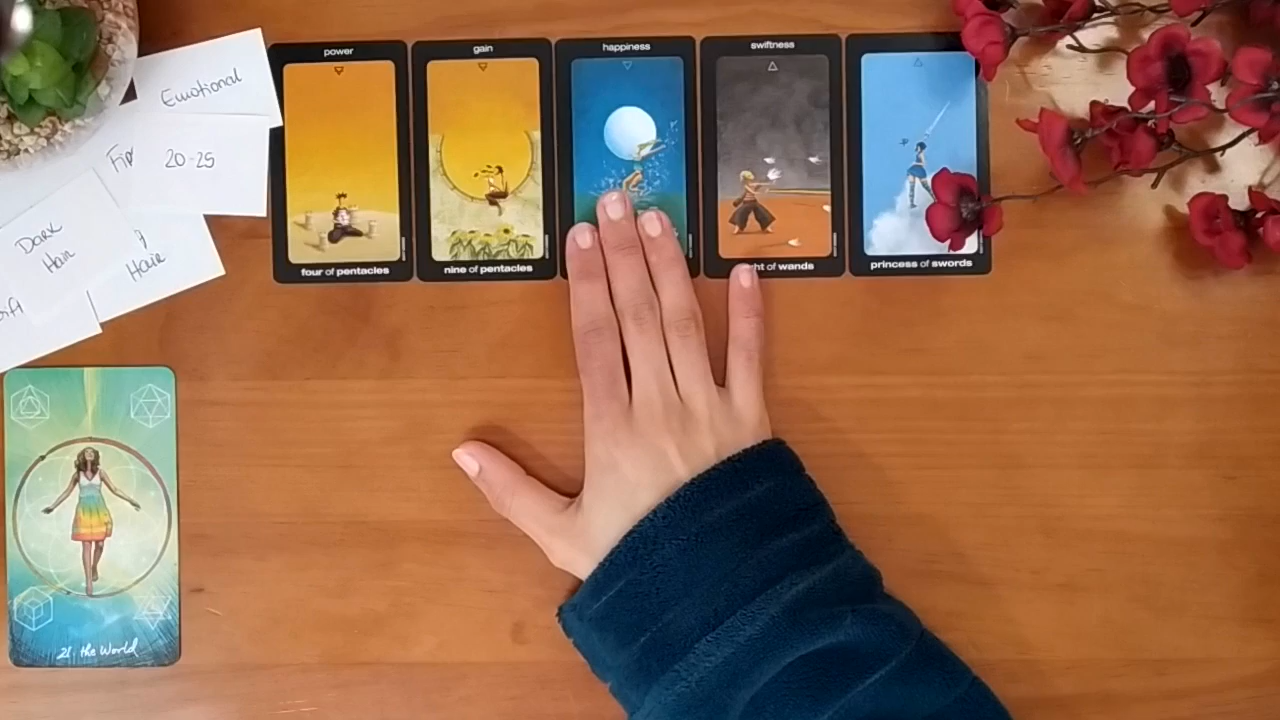 power
four of pentacles
gain
nine of pentacles
happiness
swiftness
of wands
princess of swords
Emotional
20-25
Dark
Hair
Hair
21. the World